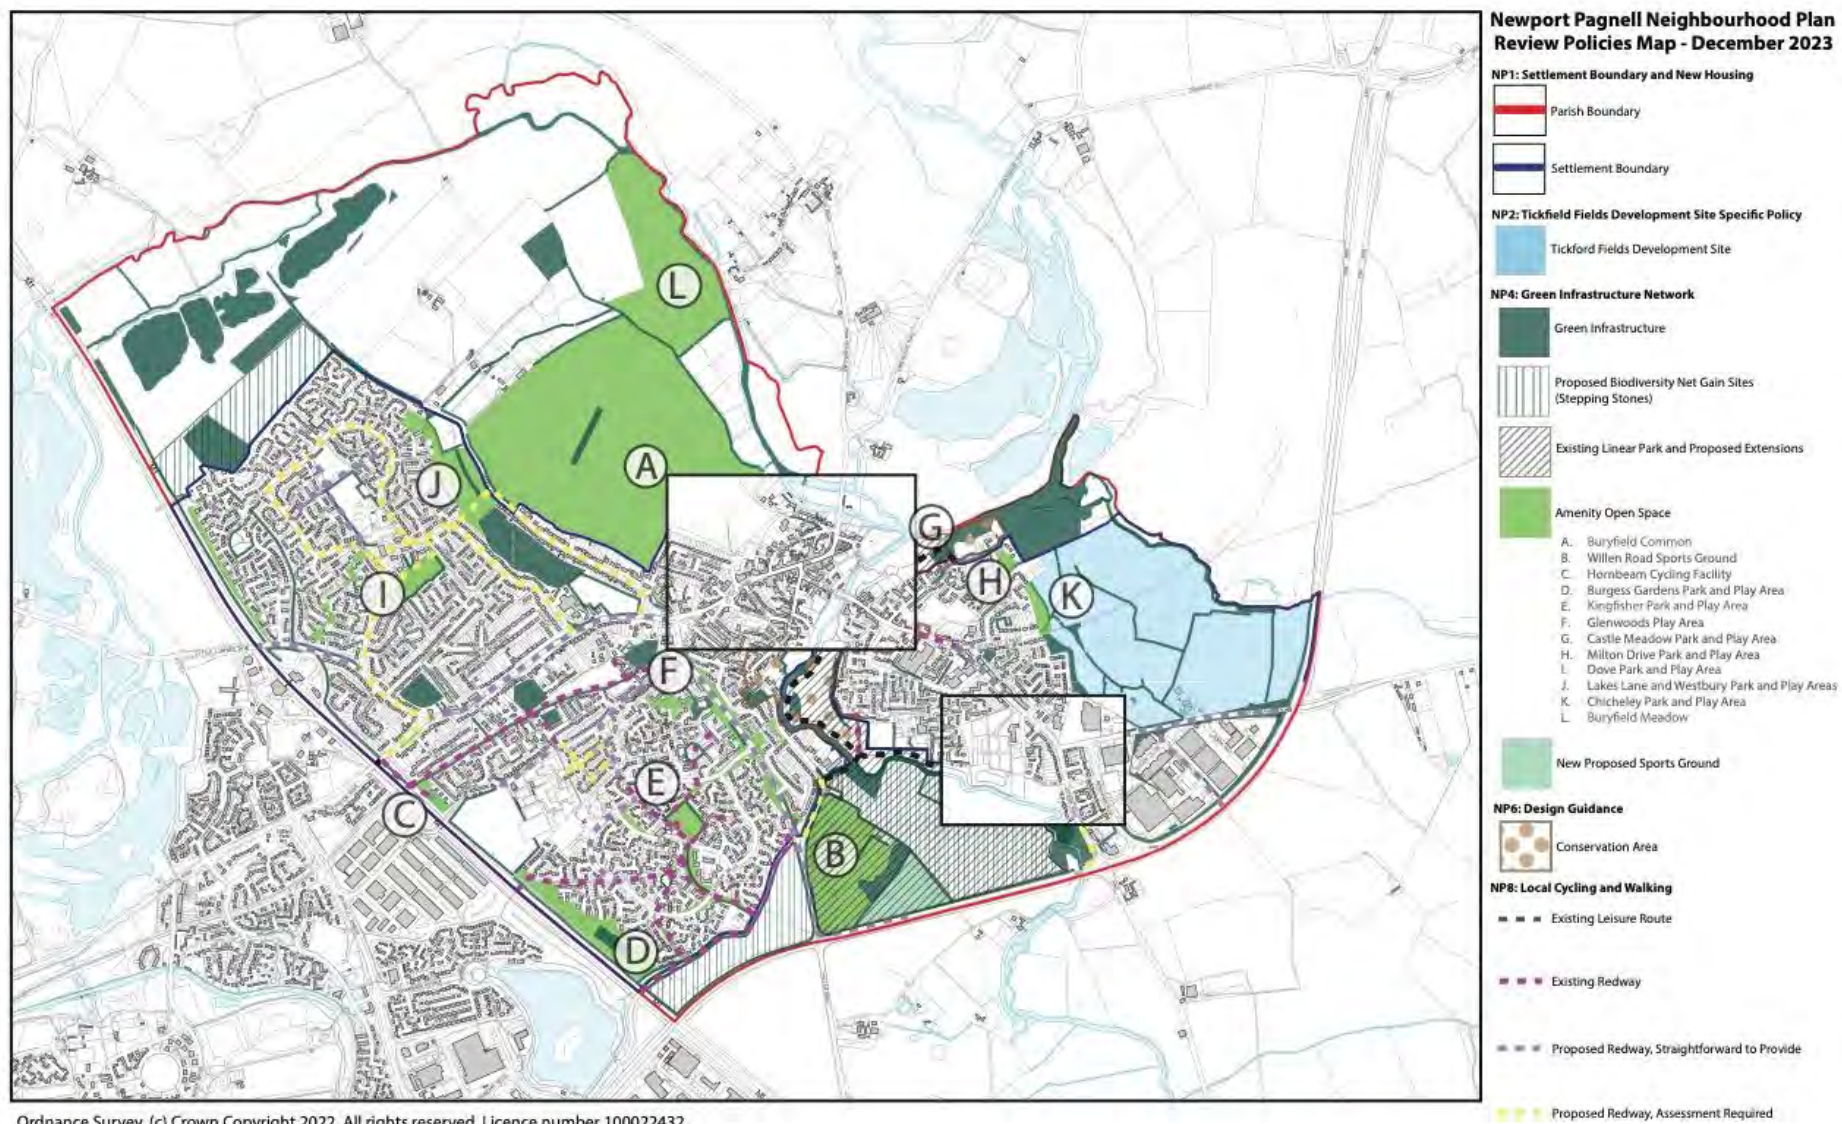 Newport Pagnell Neighbourhood Plan
Review Policies Map - December 2023
NP1: Settlement Boundary and New Housing
Parish Boundary
Settlement Boundary
NP2: Tickfield Fields Development Site Specific Policy
Tickford Fields Development Site
NP4: Green Infrastructure Network
Green Infrastructure
Proposed Biodiversity Net Gain Sites
(Stepping Stones)
Existing Linear Park and Proposed Extensions
Amenity Open Space
A. Buryfield Common
B. Willen Road Sports Ground
C. Hornbeam Cycling Facility
D. Burgess Gardens Park and Play Area
E. Kingfisher Park and Play Area
F. Glenwoods Play Area
G. Castle Meadow Park and Play Area
H. Milton Drive Park and Play Area
I. Dove Park and Play Area
J. Lakes Lane and Westbury Park and Play Areas
K. Chicheley Park and Play Area
L. Buryfield Meadow
New Proposed Sports Ground
NP6: Design Guidance
Conservation Area
NP8: Local Cycling and Walking
Existing Leisure Route
Existing Redway
Proposed Redway, Straightforward to Provide
Proposed Redway, Assessment Required
L
A
J
G
H
I
K
F
E
C
B
D
Ordnance Survey, (c) Crown Copyright 2022. All rights reserved. Licence number 100022432